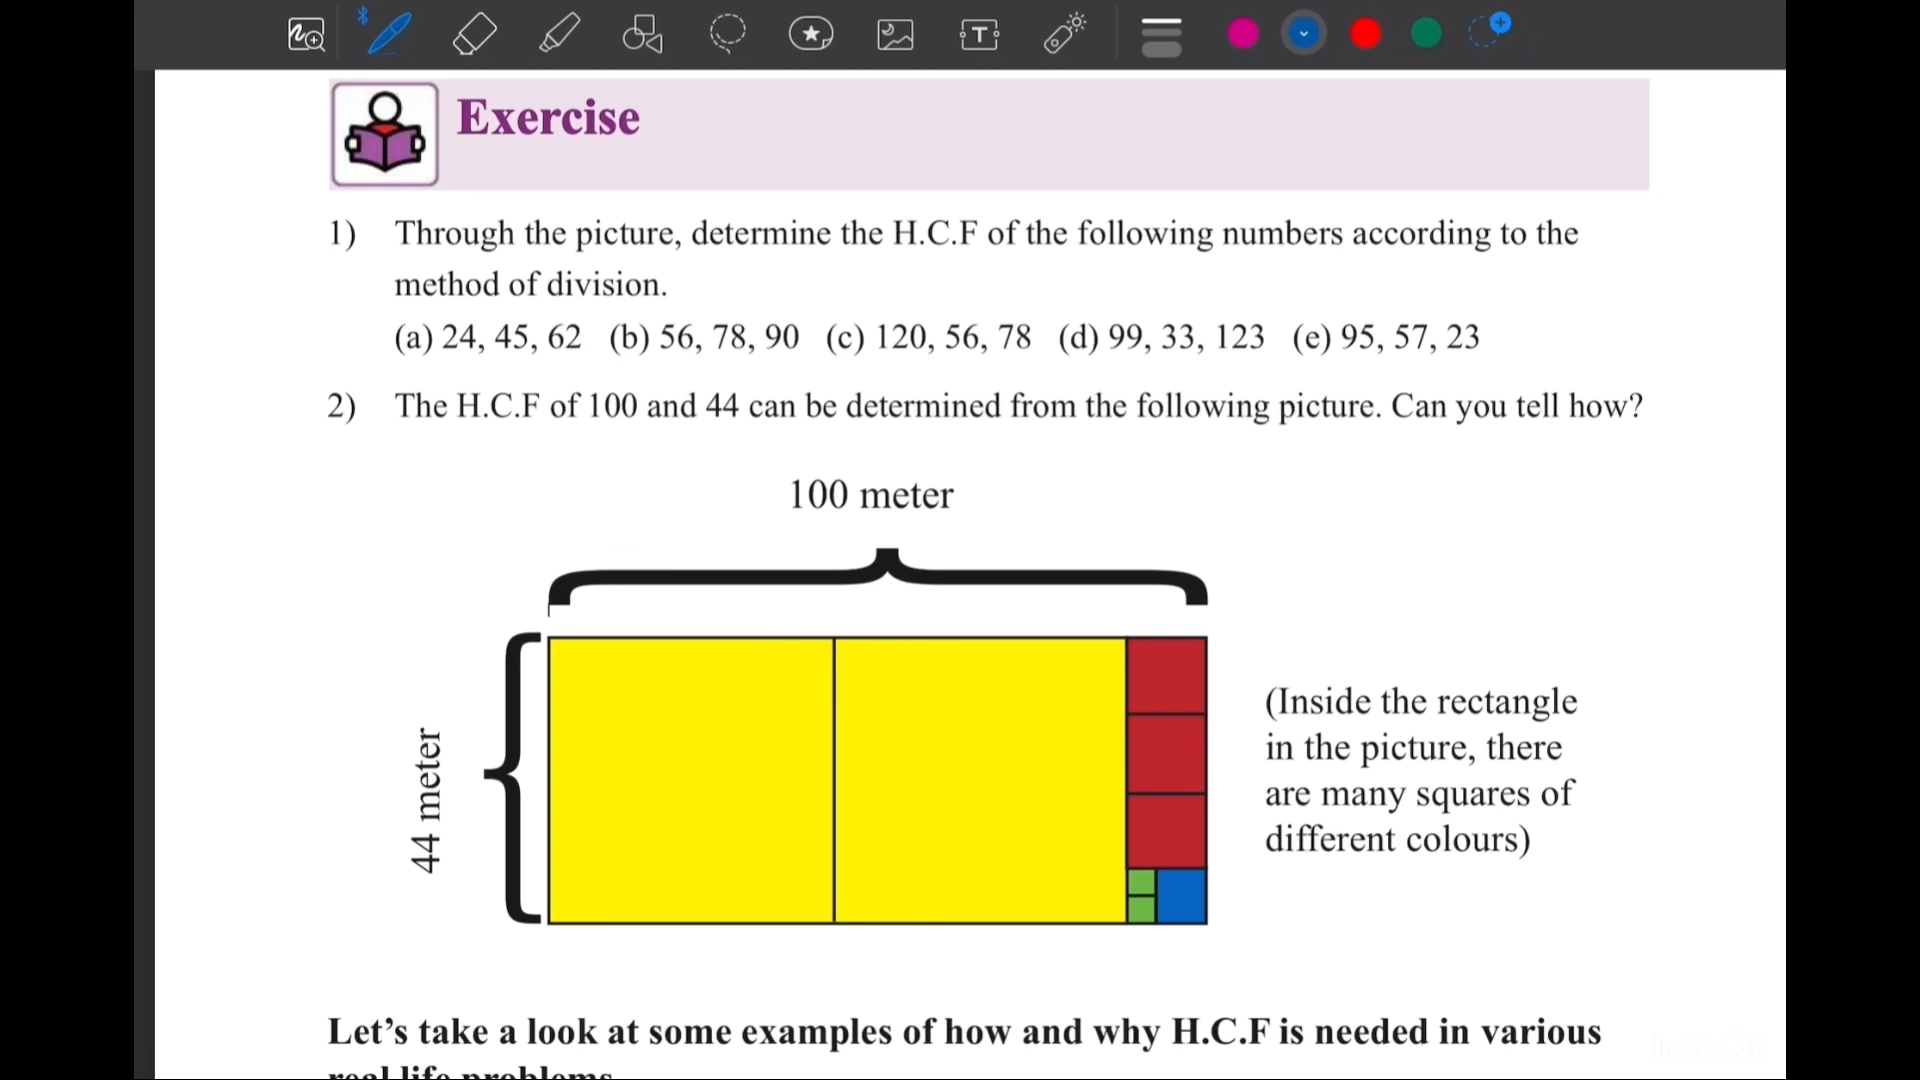 Exercise
1) Through the picture, determine the H.C.F of the following numbers according to the
method of division.
(a) 24, 45, 62 (b) 56, 78, 90 (c) 120, 56, 78 (d) 99, 33, 123 (e) 95, 57, 23
2) The H.C.F of 100 and 44 can be determined from the following picture. Can you tell how?
100 meter
44 meter
(Inside the rectangle
in the picture, there
are many squares of
different colours)
Let’s take a look at some examples of how and why H.C.F is needed in various
real life problems